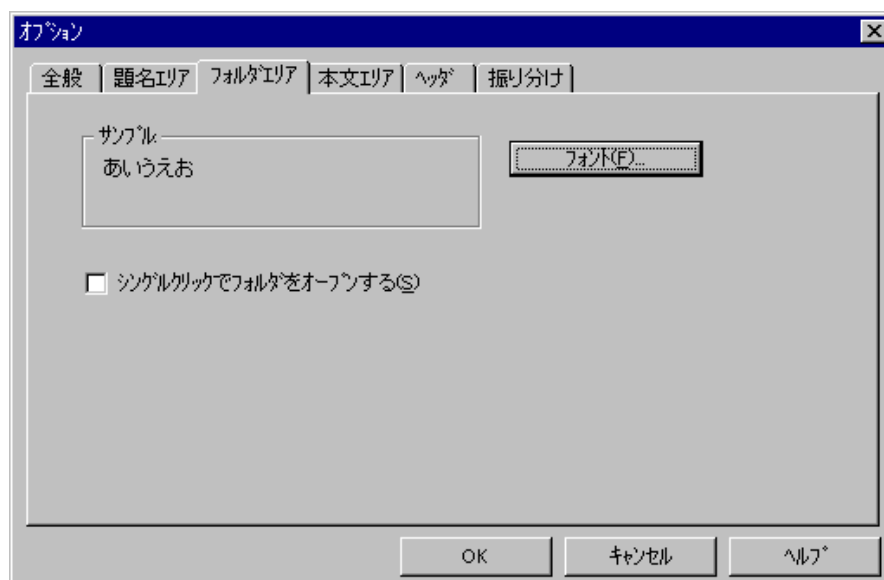 オプション
全般 題名エリア フォルダエリア 本文エリア ヘッダ 振り分け
サンプル:
あいうえお
フォント(F)...
シングルクリックでフォルダをオープンする(S)
OK キャンセル ヘルプ